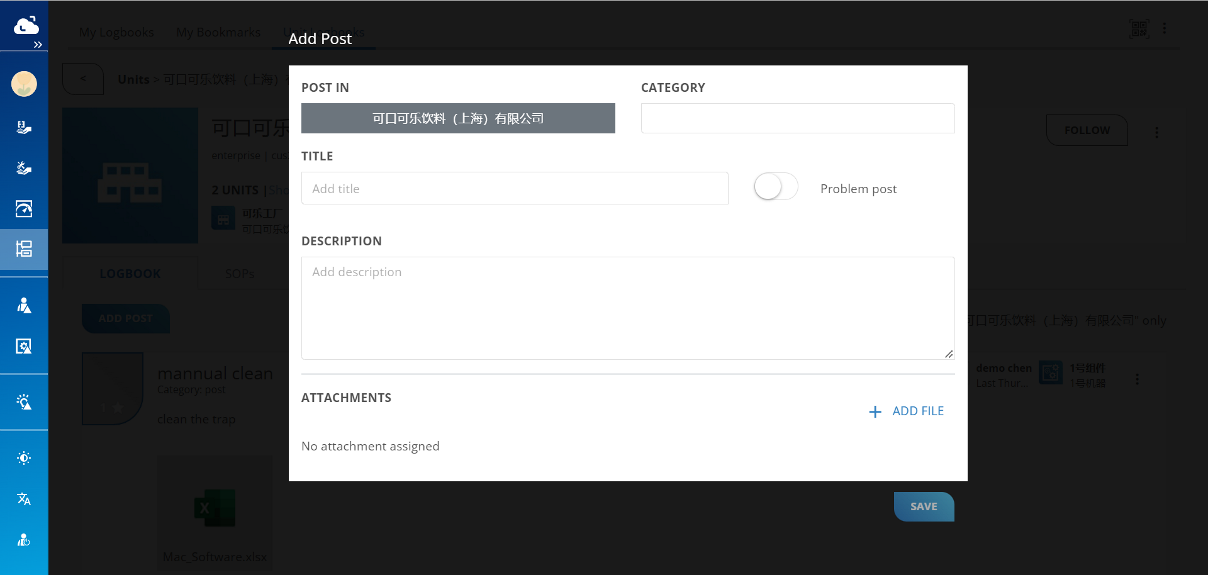 My Logbooks
My Bookmarks
Add Post
< Units > 可口可乐饮料（上海）
可口可乐
enterprise | cus
2 UNITS |
可乐工厂
可口可乐饮
FOLLOW
LOGBOOK
SOPs
ADD POST
可口可乐饮料（上海）有限公司" only
POST IN
可口可乐饮料（上海）有限公司
CATEGORY
TITLE
Add title
Problem post
DESCRIPTION
Add description
ATTACHMENTS
+ ADD FILE
No attachment assigned
SAVE
mannual clean
Category: post
clean the trap
1
demo chen
Last Thur...
1号组件
1号机器
X
Mac_Software.xlsx